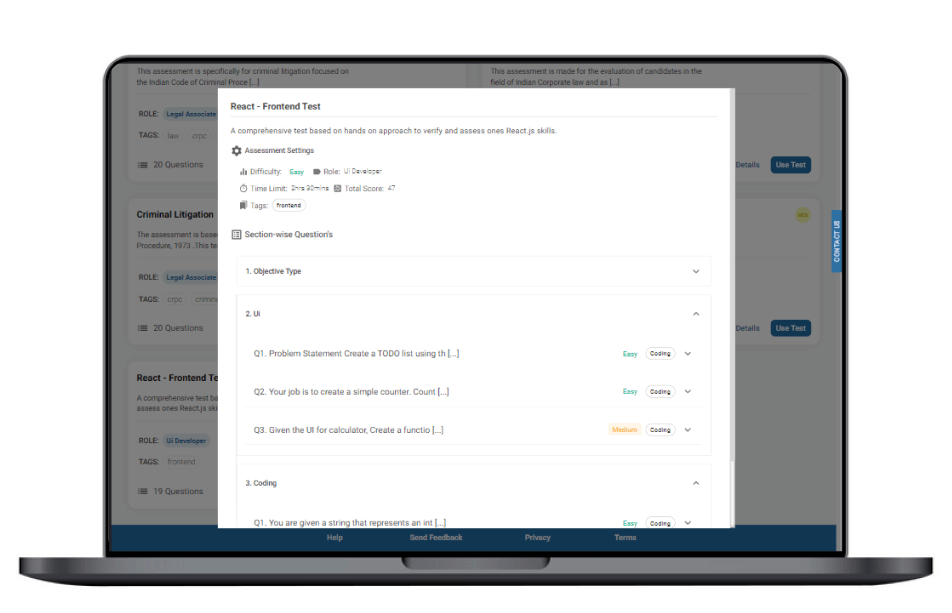 This assessment is specifically for criminal litigation focused on
the Indian Code of Criminal Proce [...]
This assessment is made for the evaluation of candidates in the
field of Indian Corporate law and as [...]
ROLE: Legal Associate
TAGS: law crpc
20 Questions
Details Use Test
Criminal Litigation
The assessment is base
Procedure, 1973 .This te
ROLE: Legal Associate
TAGS: crpc crimin
20 Questions
Details Use Test
CONTACT US
React - Frontend Te
A comprehensive test ba
assess ones React.js ski
ROLE: Ui Developer
TAGS: frontend
19 Questions
React - Frontend Test
A comprehensive test based on hands on approach to verify and assess ones React.js skills.
Assessment Settings
Difficulty: Easy Role: Ui Developer
Time Limit: 2hrs 30mins Total Score: 47
Tags: frontend
Section-wise Question's
1. Objective Type
2. Ui
Q1. Problem Statement Create a TODO list using th [...] Easy Coding
Q2. Your job is to create a simple counter. Count [...] Easy Coding
Q3. Given the UI for calculator, Create a functio [...] Medium Coding
3. Coding
Q1. You are given a string that represents an int [...] Easy Coding
Help Send Feedback Privacy Terms